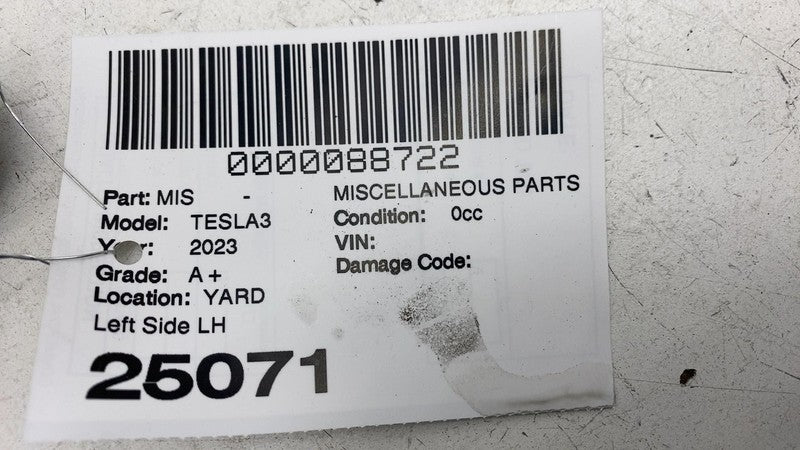 0000088722
Part: MIS - MISCELLANEOUS PARTS
Model: TESLA3 Condition: 0cc
Year: 2023 VIN:
Grade: A+ Damage Code:
Location: YARD
Left Side LH
25071